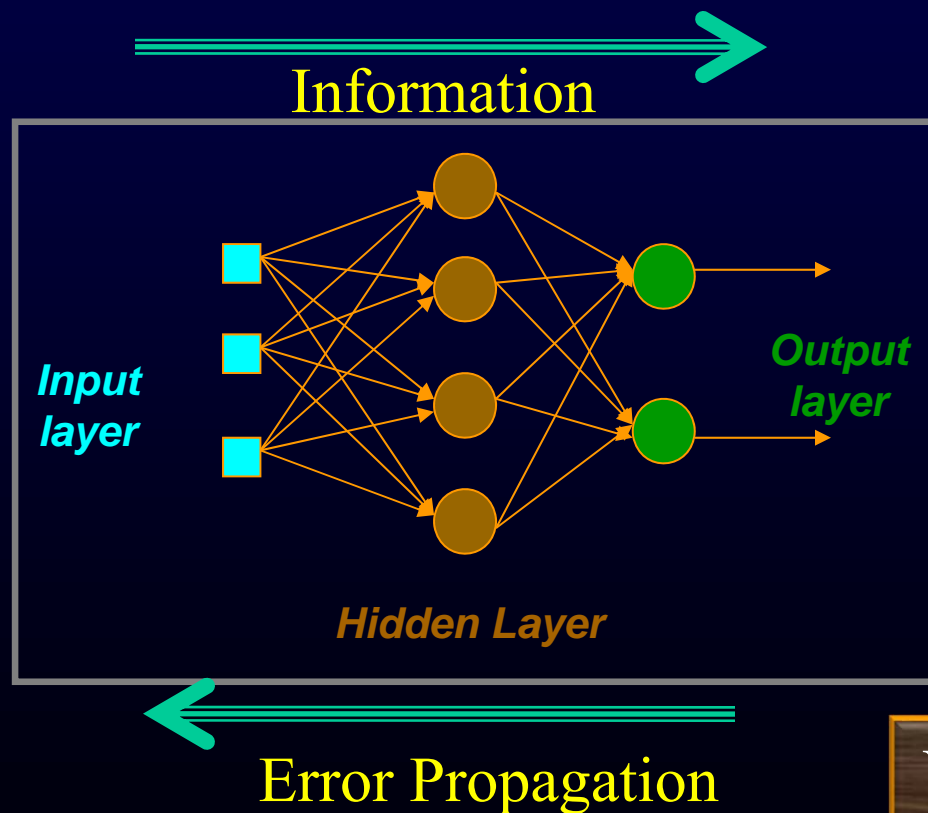 Information
Input
layer
Output
layer
Hidden Layer
Error Propagation